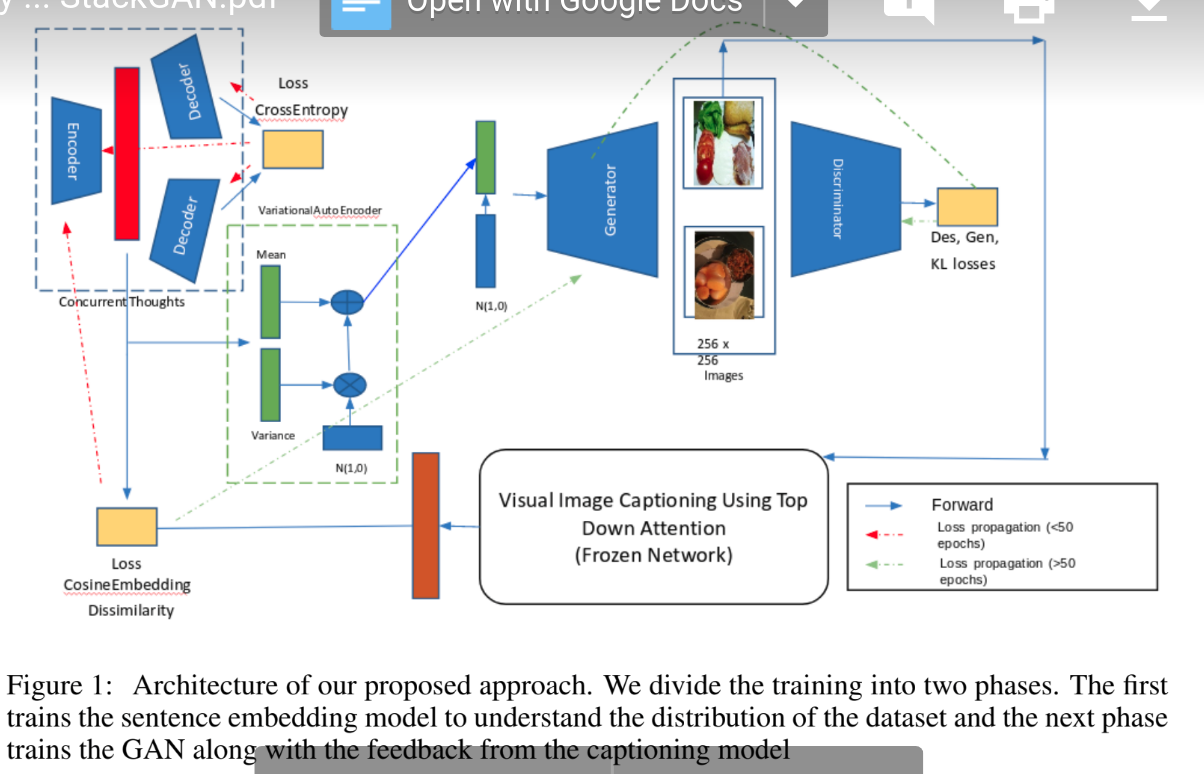 StackGAN.pdf
Open with Google Docs
Encoder
Decoder
Decoder
Loss
CrossEntropy
Concurrent Thoughts
VariationalAuto Encoder
Mean
Variance
N(1,0)
N(1,0)
Generator
256 x
256
Images
Discriminator
Des, Gen,
KL losses
Loss
CosineEmbedding
Dissimilarity
Visual Image Captioning Using Top
Down Attention
(Frozen Network)
Forward
Loss propagation (<50
epochs)
Loss propagation (>50
epochs)
Figure 1: Architecture of our proposed approach. We divide the training into two phases. The first
trains the sentence embedding model to understand the distribution of the dataset and the next phase
trains the GAN along with the feedback from the captioning model